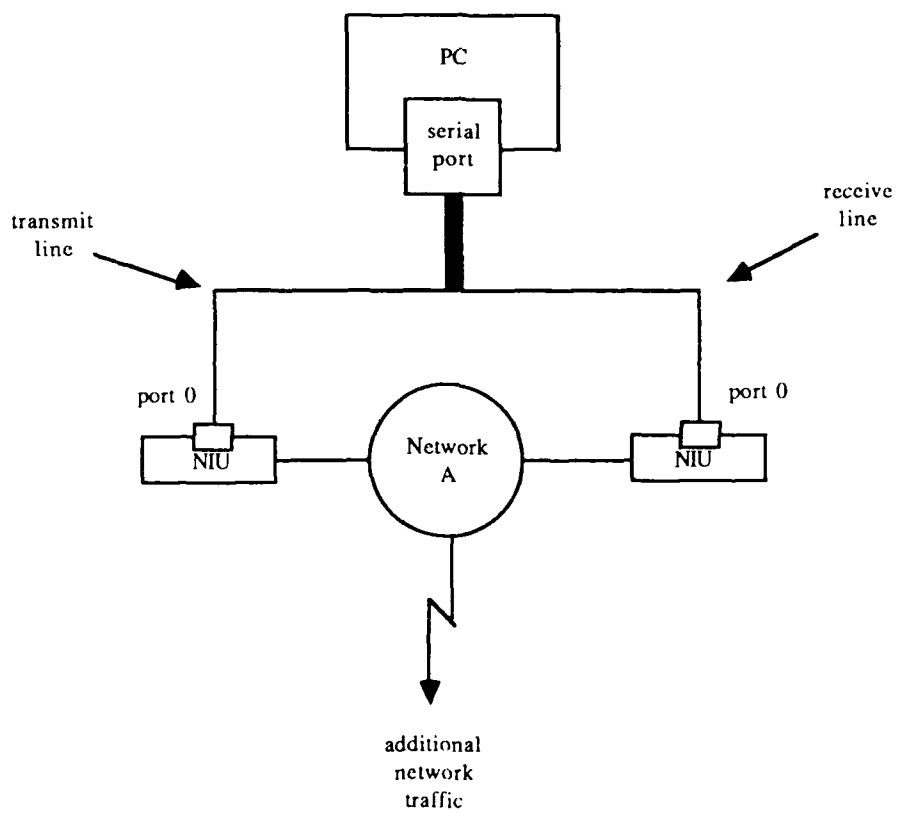 PC
serial
port
transmit
line
receive
line
port 0
port 0
NIU
Network
A
NIU
additional
network
traffic